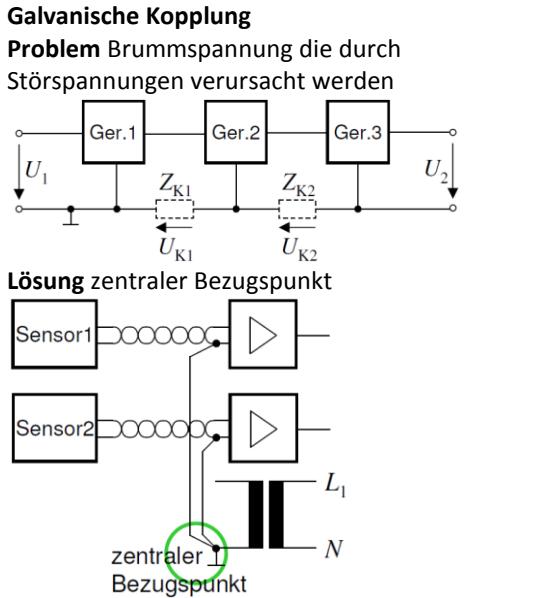 Galvanische Kopplung
Problem Brummspannung die durch
Störspannungen verursacht werden
Ger.1 Ger.2 Ger.3
U1 ZK1 ZK2 U2
UK1 UK2
Lösung zentraler Bezugspunkt
Sensor1
Sensor2
L1
N
zentraler
Bezugspunkt